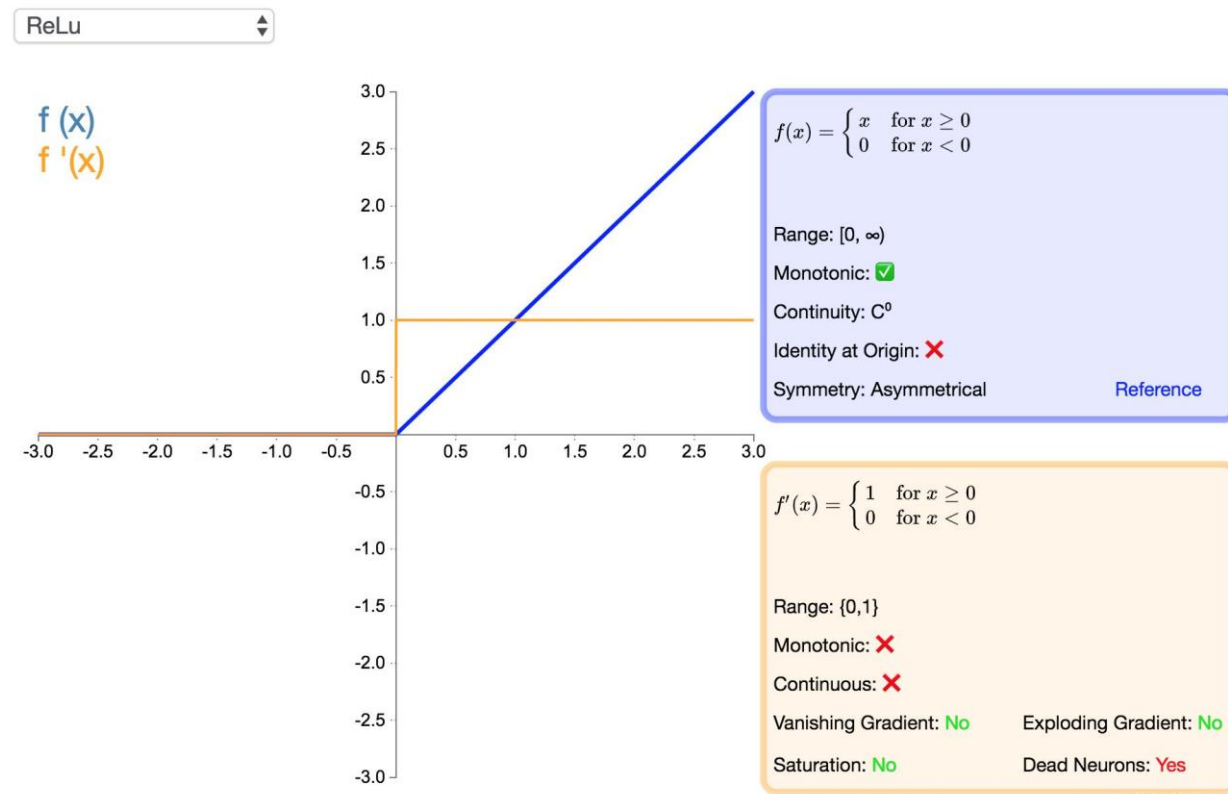 ReLu
f (x)
f '(x)
3.0
2.5
2.0
1.5
1.0
0.5
-3.0 -2.5 -2.0 -1.5 -1.0 -0.5 0.5 1.0 1.5 2.0 2.5 3.0
-0.5
-1.0
-1.5
-2.0
-2.5
-3.0
f(x) = { x for x ≥ 0
0 for x < 0
Range: [0, ∞)
Monotonic: ✅
Continuity: C⁰
Identity at Origin: ❌
Symmetry: Asymmetrical Reference
f′(x) = { 1 for x ≥ 0
0 for x < 0
Range: {0,1}
Monotonic: ❌
Continuous: ❌
Vanishing Gradient: No Exploding Gradient: No
Saturation: No Dead Neurons: Yes